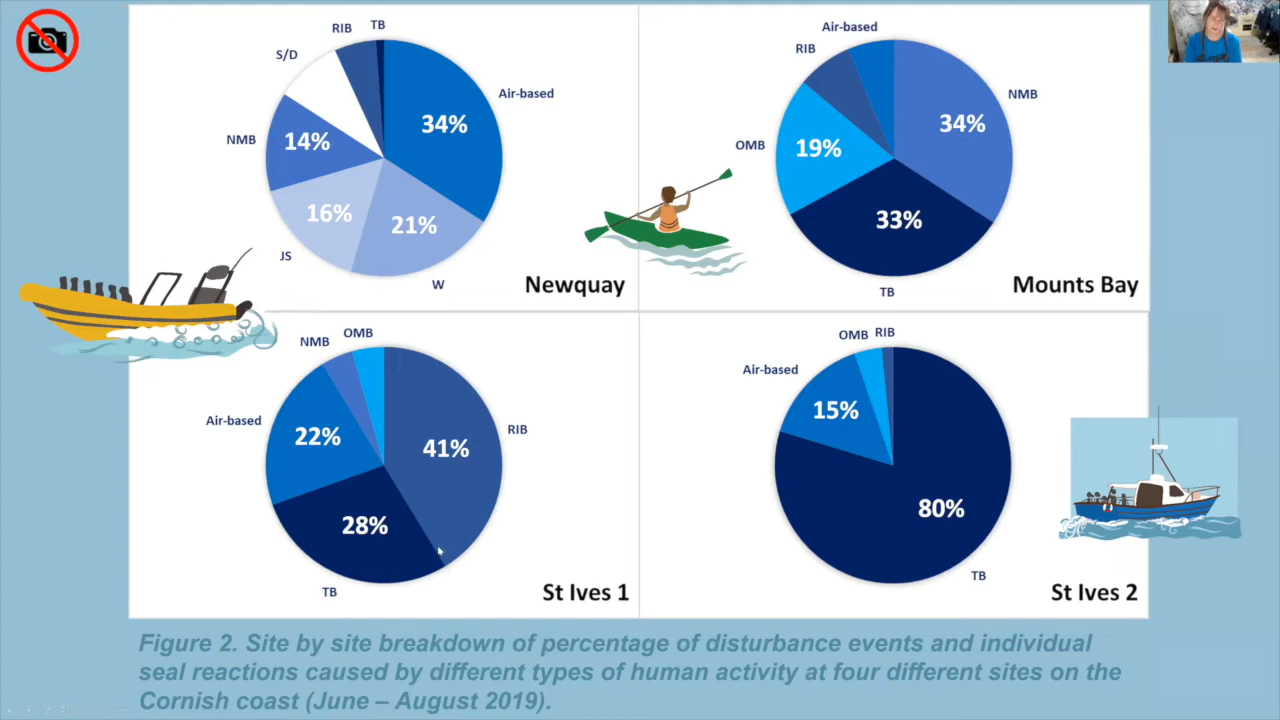 RIB TB
S/D
Air-based
NMB
34%
14%
16%
21%
JS
W
Newquay
Air-based
RIB
NMB
OMB
34%
19%
33%
TB
Mounts Bay
OMB
NMB
Air-based
RIB
22%
41%
28%
TB
St Ives 1
OMB RIB
Air-based
15%
80%
TB
St Ives 2
Figure 2. Site by site breakdown of percentage of disturbance events and individual
seal reactions caused by different types of human activity at four different sites on the
Cornish coast (June – August 2019).